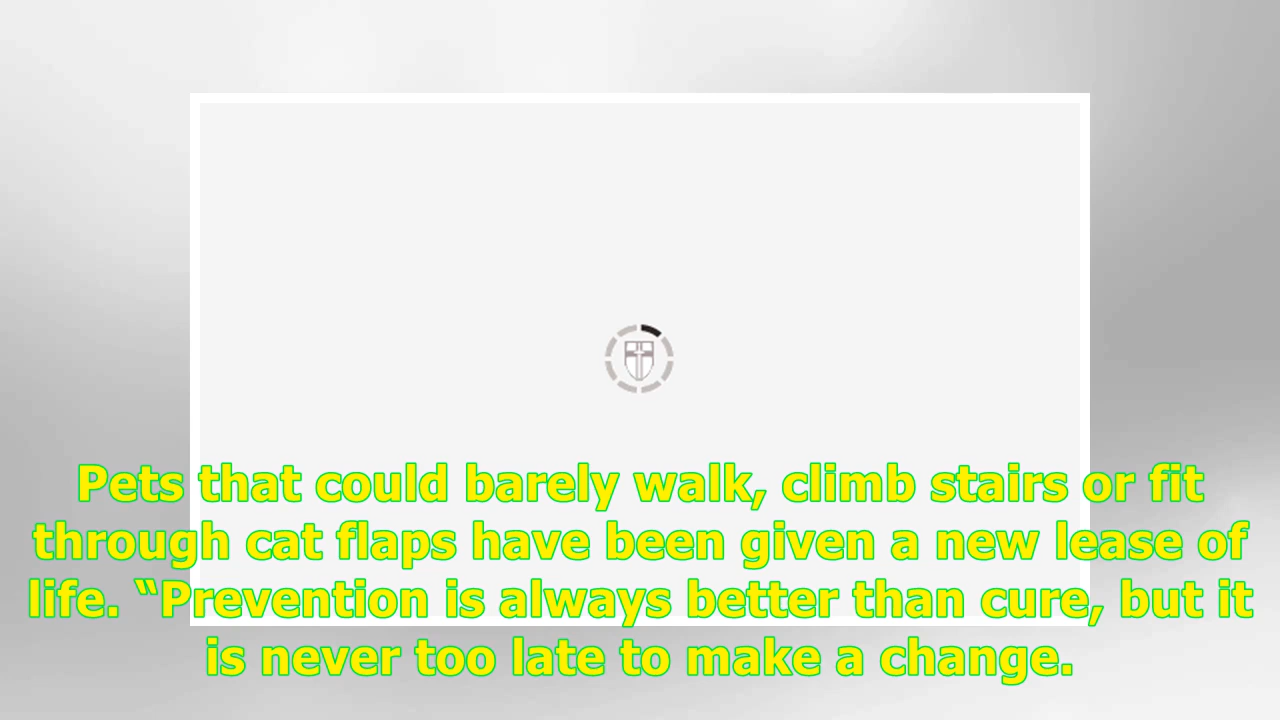 Pets that could barely walk, climb stairs or fit
through cat flaps have been given a new lease of
life. “Prevention is always better than cure, but it
is never too late to make a change.